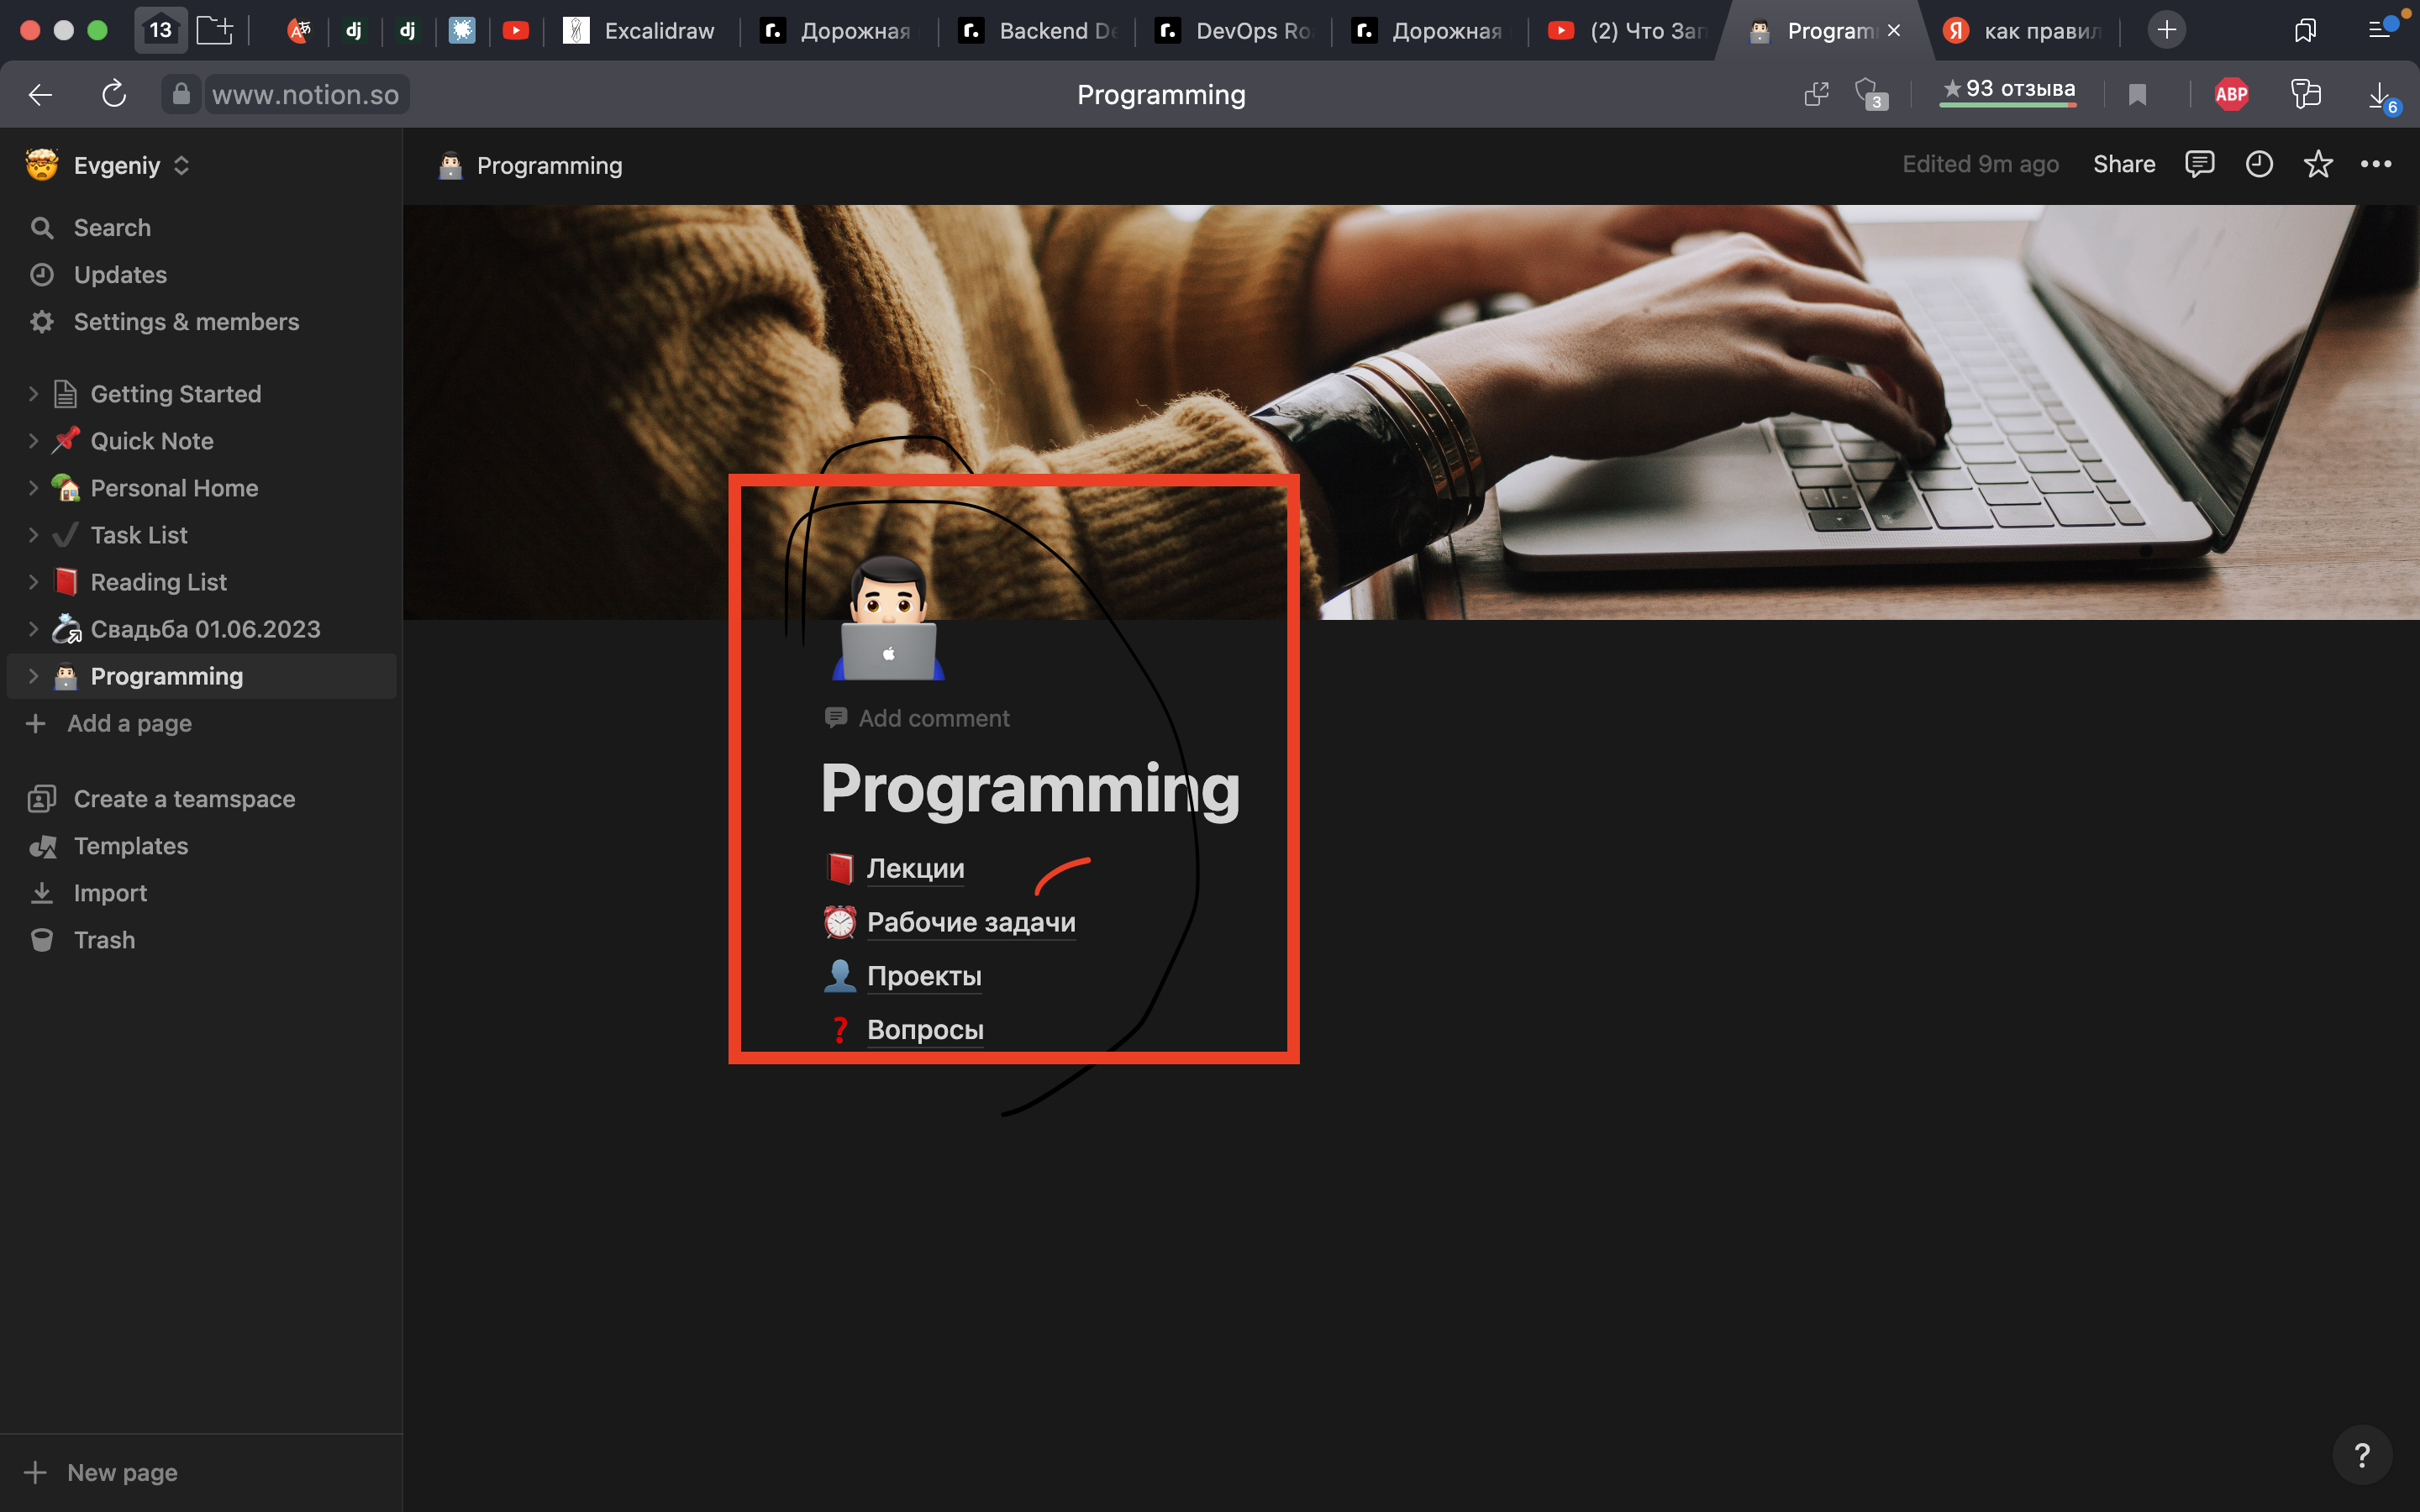 13
dj
dj
Excalidraw
Дорожная
Backend De
DevOps Ro
Дорожная
(2) Что Зап
Program
Я
как правил
www.notion.so
Programming
3
93 отзыва
ABP
6
Evgeniy
Programming
Edited 9m ago
Share
Search
Updates
Settings & members
Getting Started
Quick Note
Personal Home
Task List
Reading List
Свадьба 01.06.2023
Programming
Add a page
Create a teamspace
Templates
Import
Trash
Add comment
Programming
Лекции
Рабочие задачи
Проекты
❓ Вопросы
New page
?